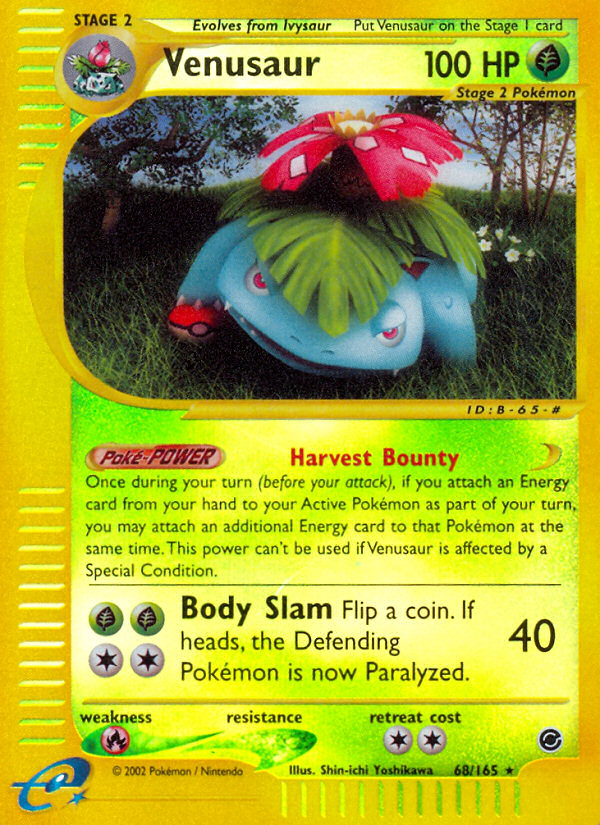 STAGE 2
Evolves from Ivysaur
Put Venusaur on the Stage 1 card
Venusaur
100 HP
Stage 2 Pokémon
ID:B-65-#
Poké-POWER
Harvest Bounty
Once during your turn (before your attack), if you attach an Energy
card from your hand to your Active Pokémon as part of your turn,
you may attach an additional Energy card to that Pokémon at the
same time. This power can't be used if Venusaur is affected by a
Special Condition.
Body Slam Flip a coin. If
heads, the Defending
Pokémon is now Paralyzed.
40
weakness
resistance
retreat cost
© 2002 Pokémon / Nintendo
Illus. Shin-ichi Yoshikawa
68/165 ★
e